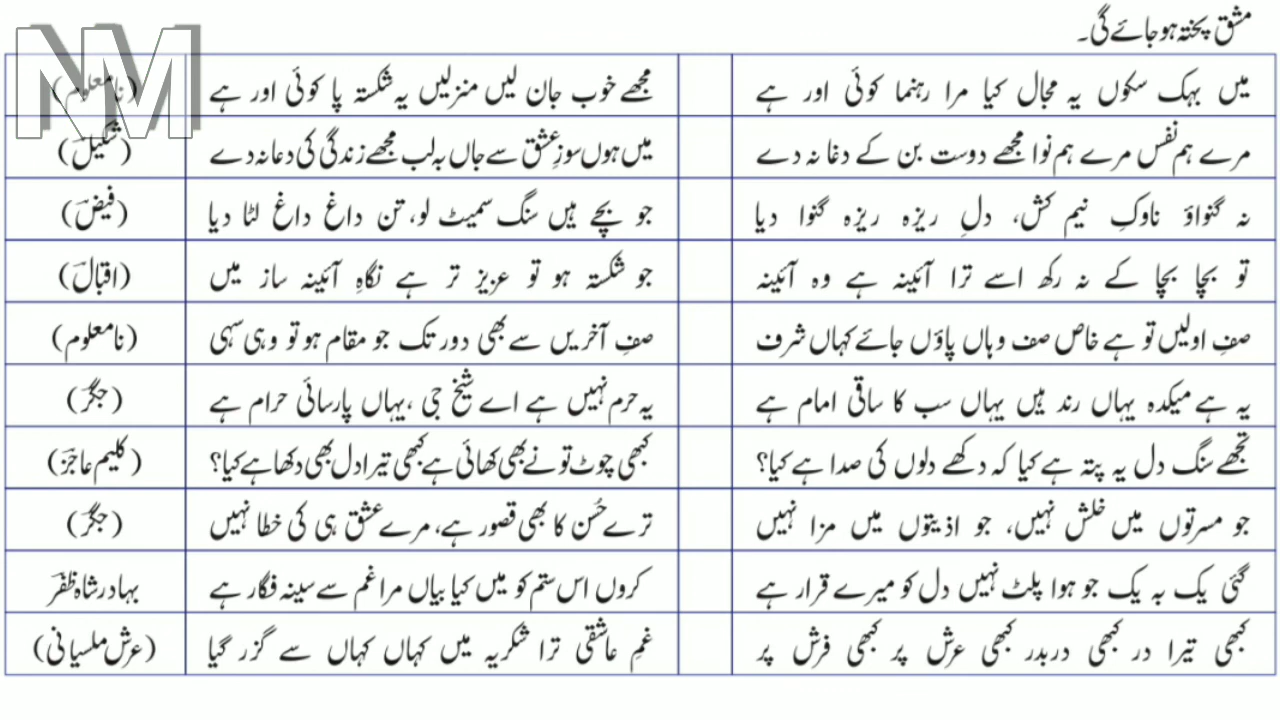 مشق پختہ ہو جائے گی۔
NM
میں بہک سکوں یہ مجال کیا مرا رہنما کوئی اور ہے مجھے خوب جان لیں منزلیں یہ شکستہ پا کوئی اور ہے (نامعلوم)
مرے ہم نفس مرے ہم نوا مجھے دوست بن کے دغا نہ دے میں ہوں سوزِ عشق سے جاں بہ لب مجھے زندگی کی دعا نہ دے (شکیلؔ)
نہ گنواؤ ناوکِ نیم کش، دلِ ریزہ ریزہ گنوا دیا جو بچے ہیں سنگ سمیٹ لو، تن داغ داغ لٹا دیا (فیضؔ)
تو بچا بچا کے نہ رکھ اسے ترا آئینہ ہے وہ آئینہ جو شکستہ ہو تو عزیز تر ہے نگاہِ آئینہ ساز میں (اقبالؔ)
صفِ اولیں تو ہے خاص صف وہاں پاؤں جائے کہاں شرف صفِ آخریں سے بھی دور تک جو مقام ہو تو وہی سہی (نامعلوم)
یہ ہے میکدہ یہاں رند ہیں یہاں سب کا ساقی امام ہے یہ حرم نہیں ہے اے شیخ جی ،یہاں پارسائی حرام ہے (جگرؔ)
تجھے سنگ دل یہ پتہ ہے کیا کہ دکھے دلوں کی صدا ہے کیا؟ کبھی چوٹ تو نے بھی کھائی ہے کبھی تیرا دل بھی دکھا ہے کیا؟ (کلیم عاجزؔ)
جو مسرتوں میں خلش نہیں، جو اذیتوں میں مزا نہیں ترے حُسن کا بھی قصور ہے، مرے عشق ہی کی خطا نہیں (جگرؔ)
گئی یک بہ یک جو ہوا پلٹ نہیں دل کو میرے قرار ہے کروں اس ستم کو میں کیا بیاں مرا غم سے سینہ فگار ہے بہادر شاہ ظفرؔ
کبھی تیرا در کبھی دربدر کبھی عرش پر کبھی فرش پر غمِ عاشقی ترا شکریہ میں کہاں کہاں سے گزر گیا (عرش ملسیانی)